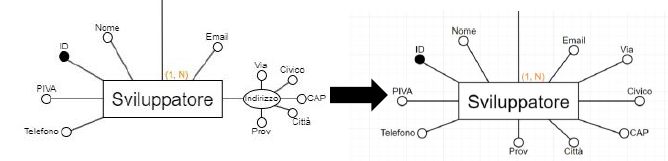 Nome
Email
ID
(1, N)
Via
Civico
PIVA
Sviluppatore
indirizzo
CAP
Telefono
Prov
Città
Nome
Email
ID
Via
(1, N)
PIVA
Sviluppatore
Civico
Telefono
CAP
Prov
Città